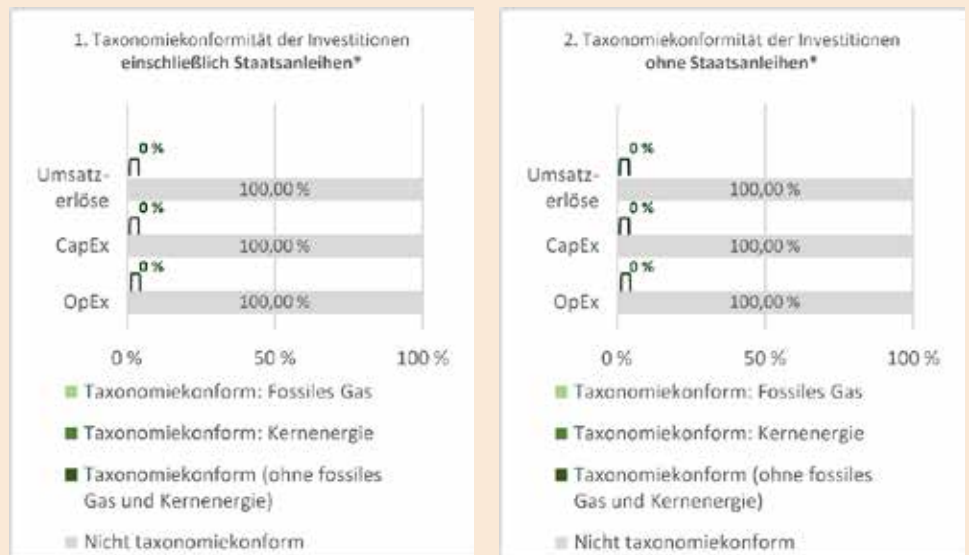 1. Taxonomiekonformität der Investitionen
einschließlich Staatsanleihen*
0 %
Umsatz-
erlöse
100,00 %
0 %
CapEx
100,00 %
0 %
OpEx
100,00 %
0 %
50 %
100 %
Taxonomiekonform: Fossiles Gas
Taxonomiekonform: Kernenergie
Taxonomiekonform (ohne fossiles
Gas und Kernenergie)
Nicht taxonomiekonform
2. Taxonomiekonformität der Investitionen
ohne Staatsanleihen*
0 %
Umsatz-
erlöse
100,00 %
0 %
CapEx
100,00 %
0 %
OpEx
100,00 %
0 %
50 %
100 %
Taxonomiekonform: Fossiles Gas
Taxonomiekonform: Kernenergie
Taxonomiekonform (ohne fossiles
Gas und Kernenergie)
Nicht taxonomiekonform